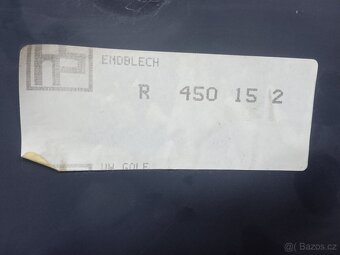 ENDBLECH
R 450 15 2
VW GOLF
© Bazos.cz